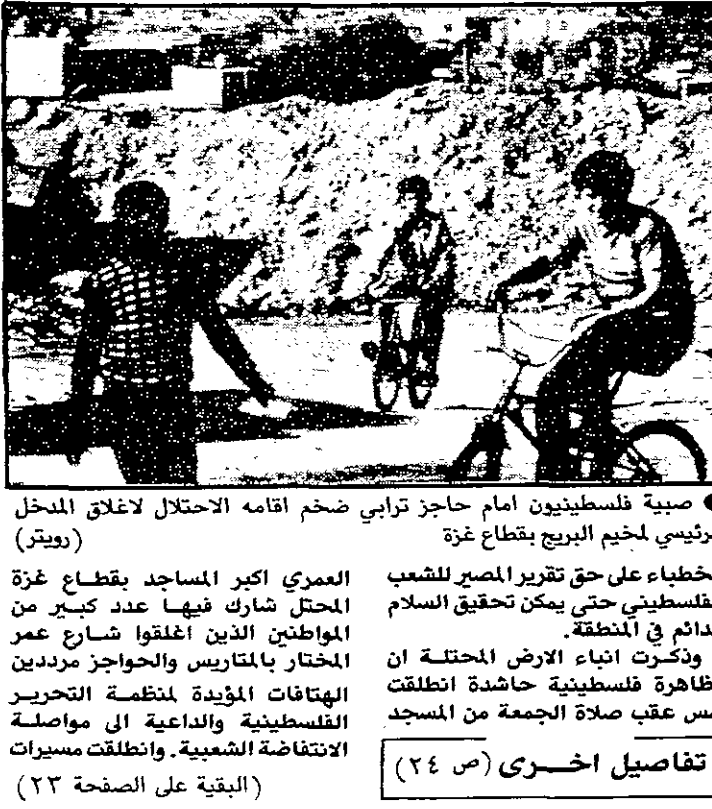 ● صبية فلسطينيون امام حاجز ترابي ضخم اقامه الاحتلال لاغلاق المدخل
رئيسي لمخيم البريج بقطاع غزة (رويتر)
خطباء على حق تقرير المصير للشعب
فلسطيني حتى يمكن تحقيق السلام
دائم في المنطقة.
وذكرت انباء الارض المحتلة ان
ظاهرة فلسطينية حاشدة انطلقت
مس عقب صلاة الجمعة من المسجد
تفاصيل اخرى (ص ٢٤)
العمري اكبر المساجد بقطاع غزة
المحتل شارك فيها عدد كبير من
المواطنين الذين اغلقوا شارع عمر
المختار بالمتاريس والحواجز مرددين
الهتافات المؤيدة لمنظمة التحرير
الفلسطينية والداعية الى مواصلة
الانتفاضة الشعبية. وانطلقت مسيرات
(البقية على الصفحة ٢٣)